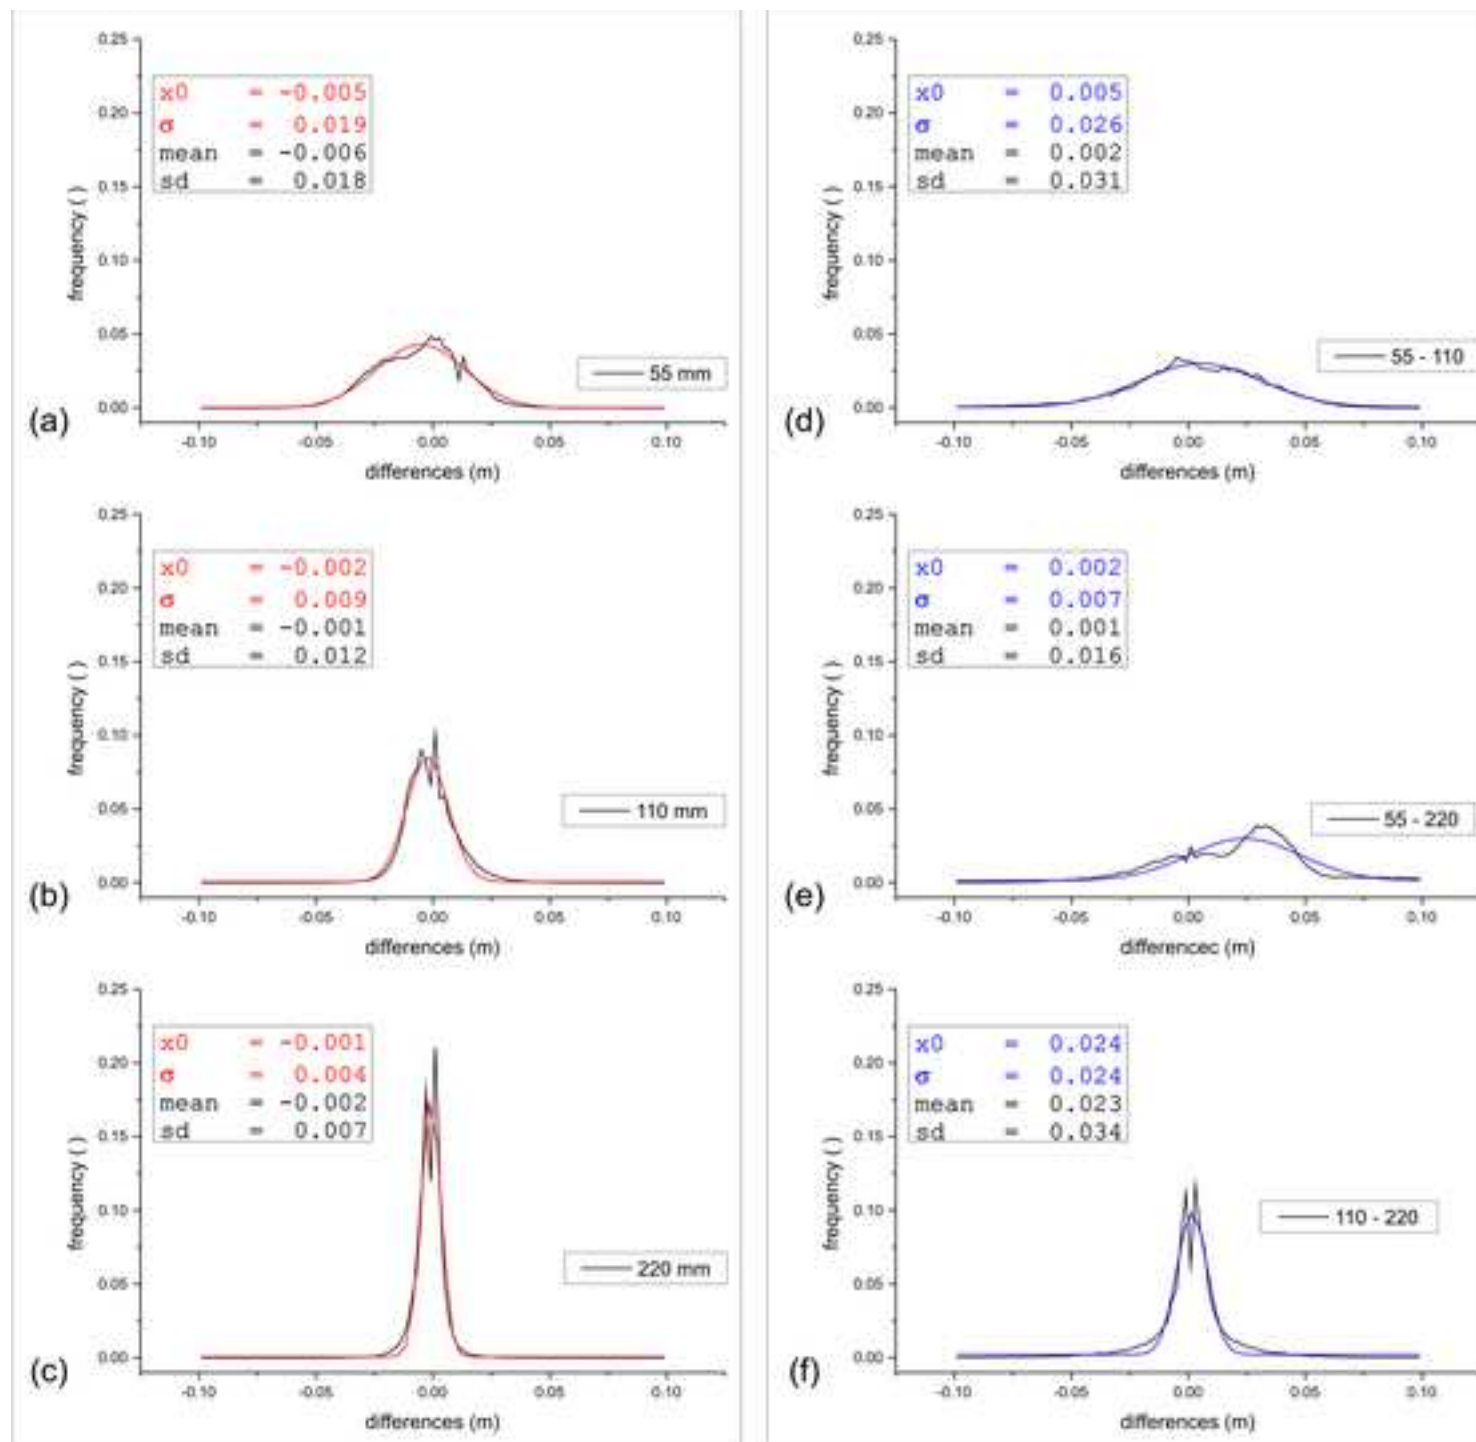 0.25
0.20
0.15
0.10
0.05
0.00
frequency ( )
x0 = -0.005
σ = 0.019
mean = -0.006
sd = 0.018
55 mm
(a)
-0.10 -0.05 0.00 0.05 0.10
differences (m)
0.25
0.20
0.15
0.10
0.05
0.00
frequency ( )
x0 = 0.005
σ = 0.026
mean = 0.002
sd = 0.031
55 - 110
(d)
-0.10 -0.05 0.00 0.05 0.10
differences (m)
0.25
0.20
0.15
0.10
0.05
0.00
frequency ( )
x0 = -0.002
σ = 0.009
mean = -0.001
sd = 0.012
110 mm
(b)
-0.10 -0.05 0.00 0.05 0.10
differences (m)
0.25
0.20
0.15
0.10
0.05
0.00
frequency ( )
x0 = 0.002
σ = 0.007
mean = 0.001
sd = 0.016
55 - 220
(e)
-0.10 -0.05 0.00 0.05 0.10
differencec (m)
0.25
0.20
0.15
0.10
0.05
0.00
frequency ( )
x0 = -0.001
σ = 0.004
mean = -0.002
sd = 0.007
220 mm
(c)
-0.10 -0.05 0.00 0.05 0.10
differences (m)
0.25
0.20
0.15
0.10
0.05
0.00
frequency ( )
x0 = 0.024
σ = 0.024
mean = 0.023
sd = 0.034
110 - 220
(f)
-0.10 -0.05 0.00 0.05 0.10
differences (m)